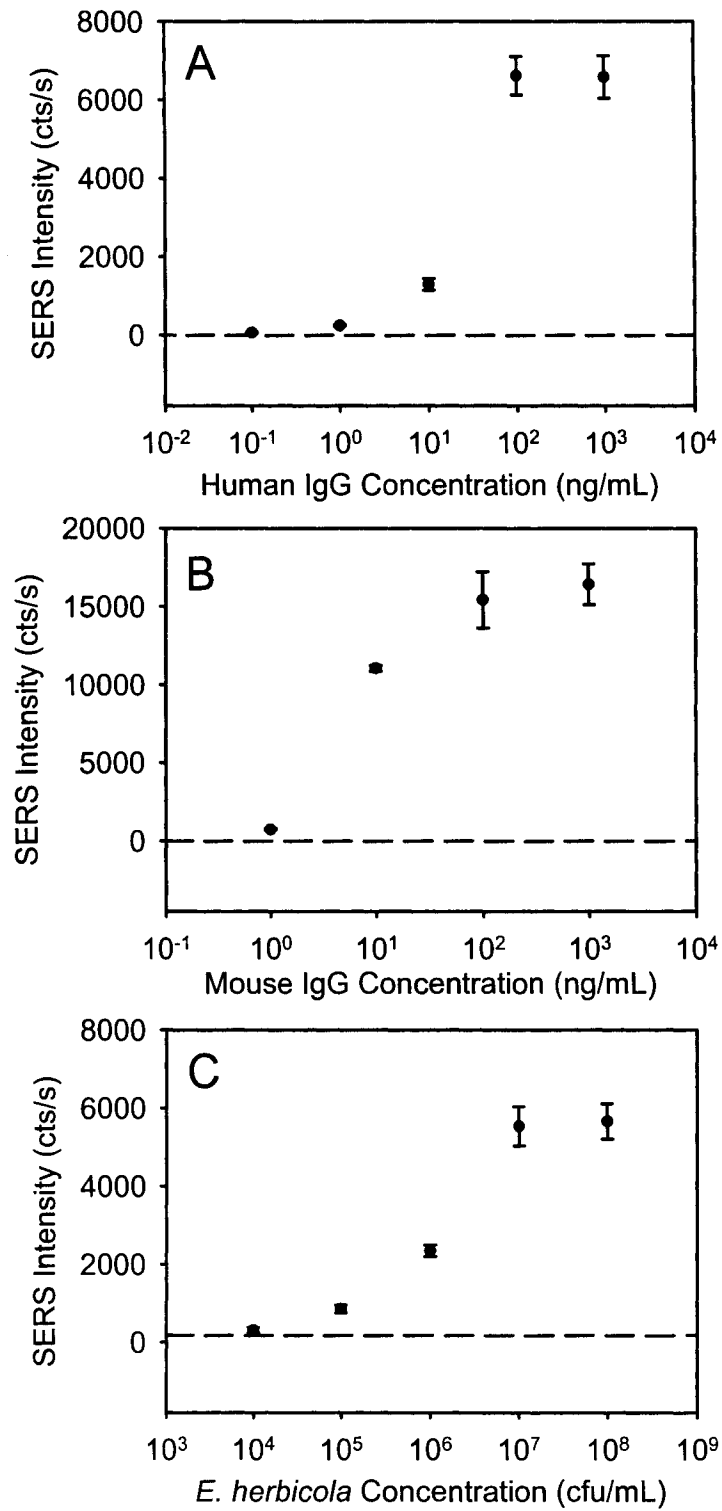 A
SERS Intensity (cts/s)
8000
6000
4000
2000
0
10⁻² 10⁻¹ 10⁰ 10¹ 10² 10³ 10⁴
Human IgG Concentration (ng/mL)
B
SERS Intensity (cts/s)
20000
15000
10000
5000
0
10⁻¹ 10⁰ 10¹ 10² 10³ 10⁴
Mouse IgG Concentration (ng/mL)
C
SERS Intensity (cts/s)
8000
6000
4000
2000
0
10³ 10⁴ 10⁵ 10⁶ 10⁷ 10⁸ 10⁹
E. herbicola Concentration (cfu/mL)